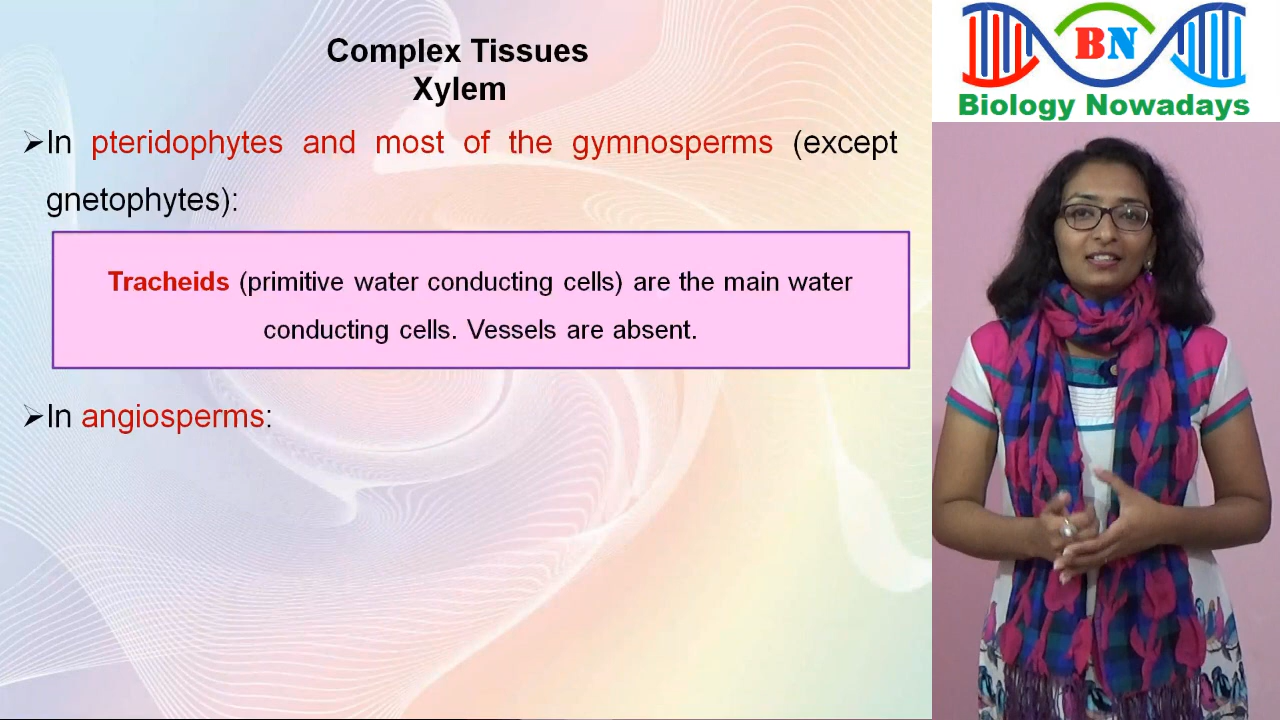 Complex Tissues
Xylem
➢In pteridophytes and most of the gymnosperms (except
gnetophytes):
Tracheids (primitive water conducting cells) are the main water
conducting cells. Vessels are absent.
➢In angiosperms:
BN
Biology Nowadays